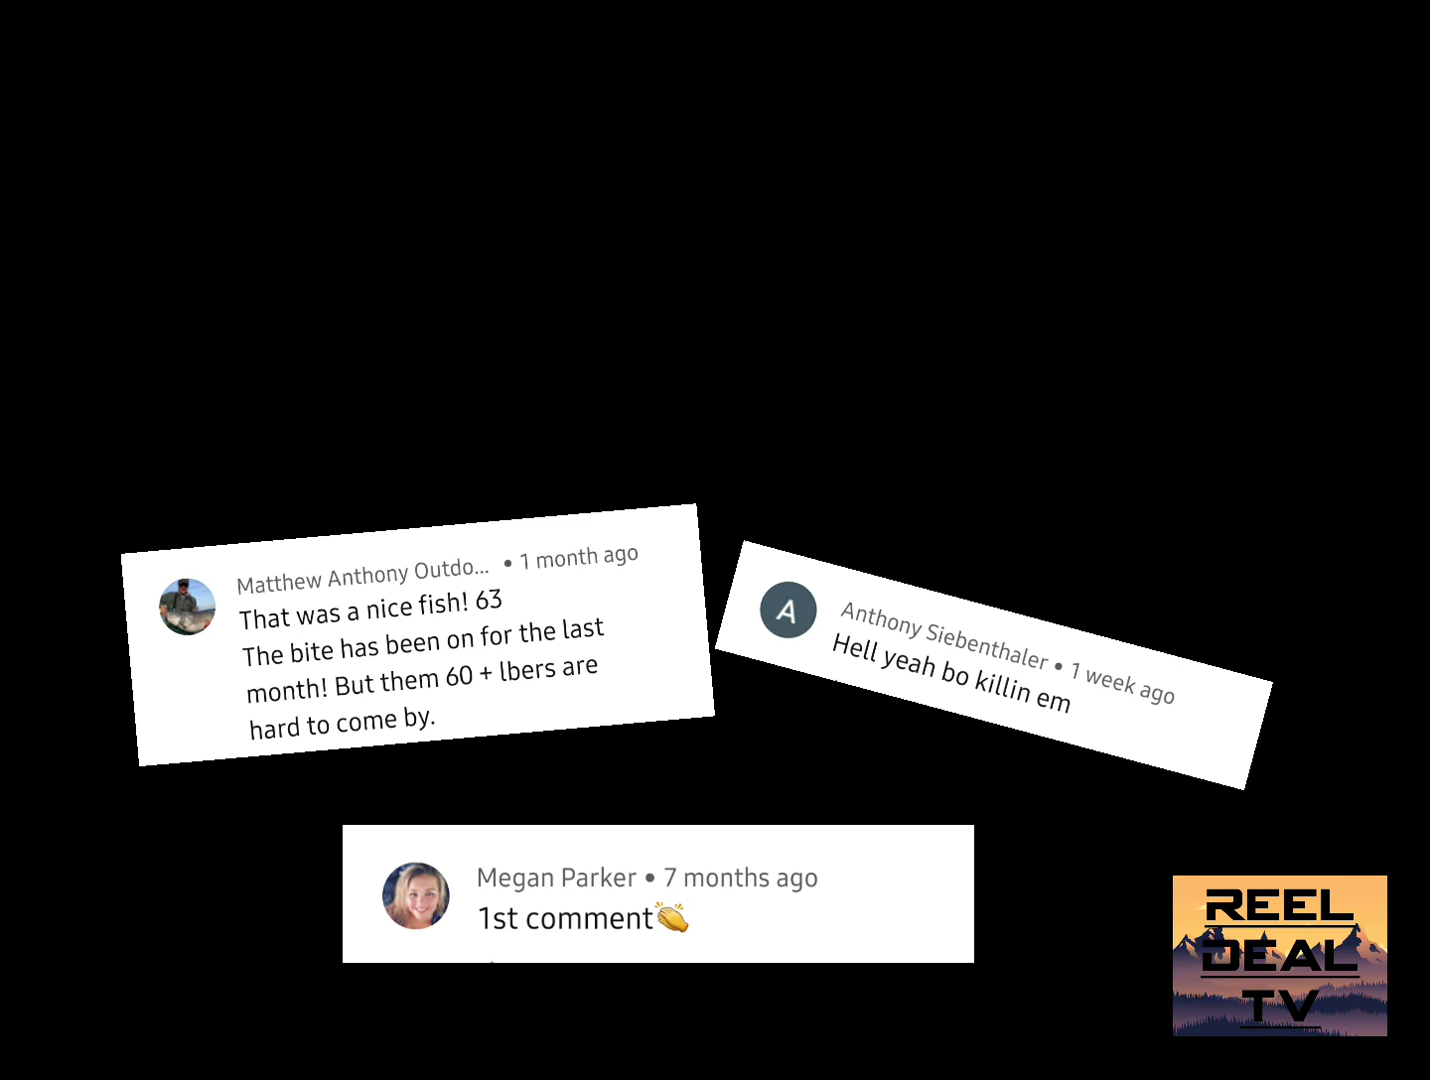 Matthew Anthony Outdo... • 1 month ago
That was a nice fish! 63
The bite has been on for the last
month! But them 60 + lbers are
hard to come by.
A
Anthony Siebenthaler • 1 week ago
Hell yeah bo killin em
Megan Parker • 7 months ago
1st comment👏
REEL
DEAL
TV